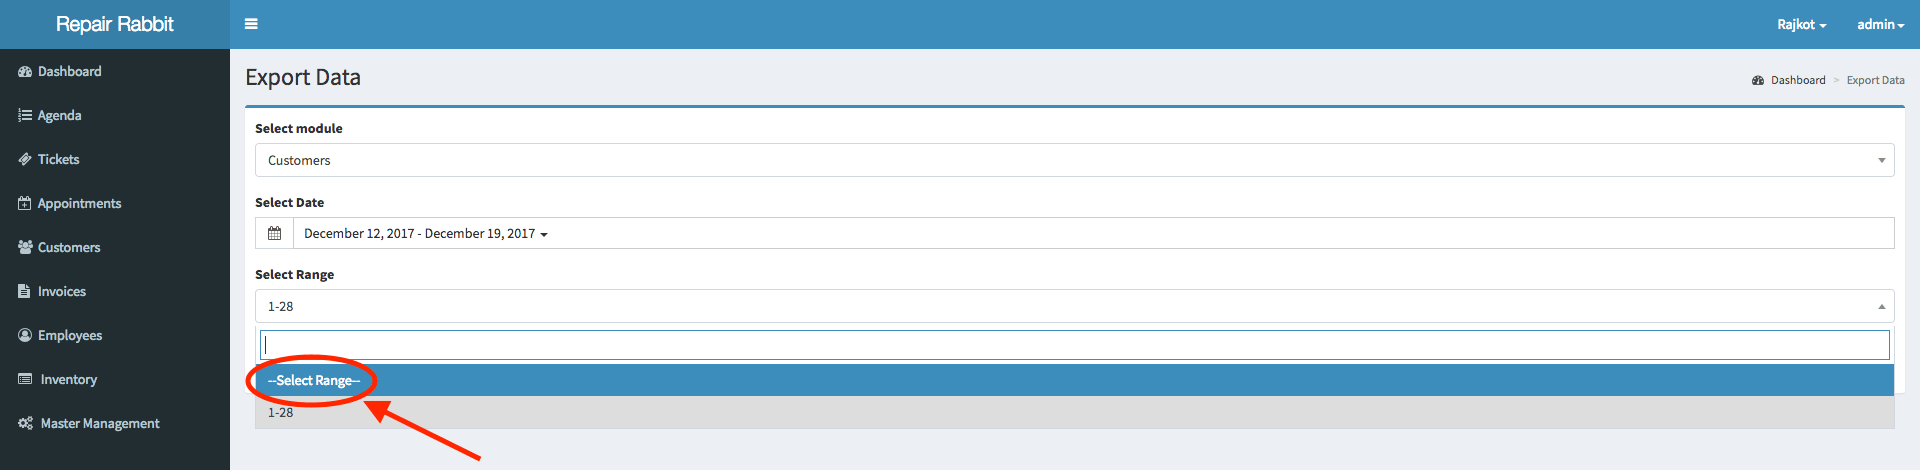 Repair Rabbit
Rajkot
admin
Dashboard
Agenda
Tickets
Appointments
Customers
Invoices
Employees
Inventory
Master Management
Export Data
Dashboard > Export Data
Select module
Customers
Select Date
December 12, 2017 - December 19, 2017
Select Range
1-28
--Select Range--
1-28